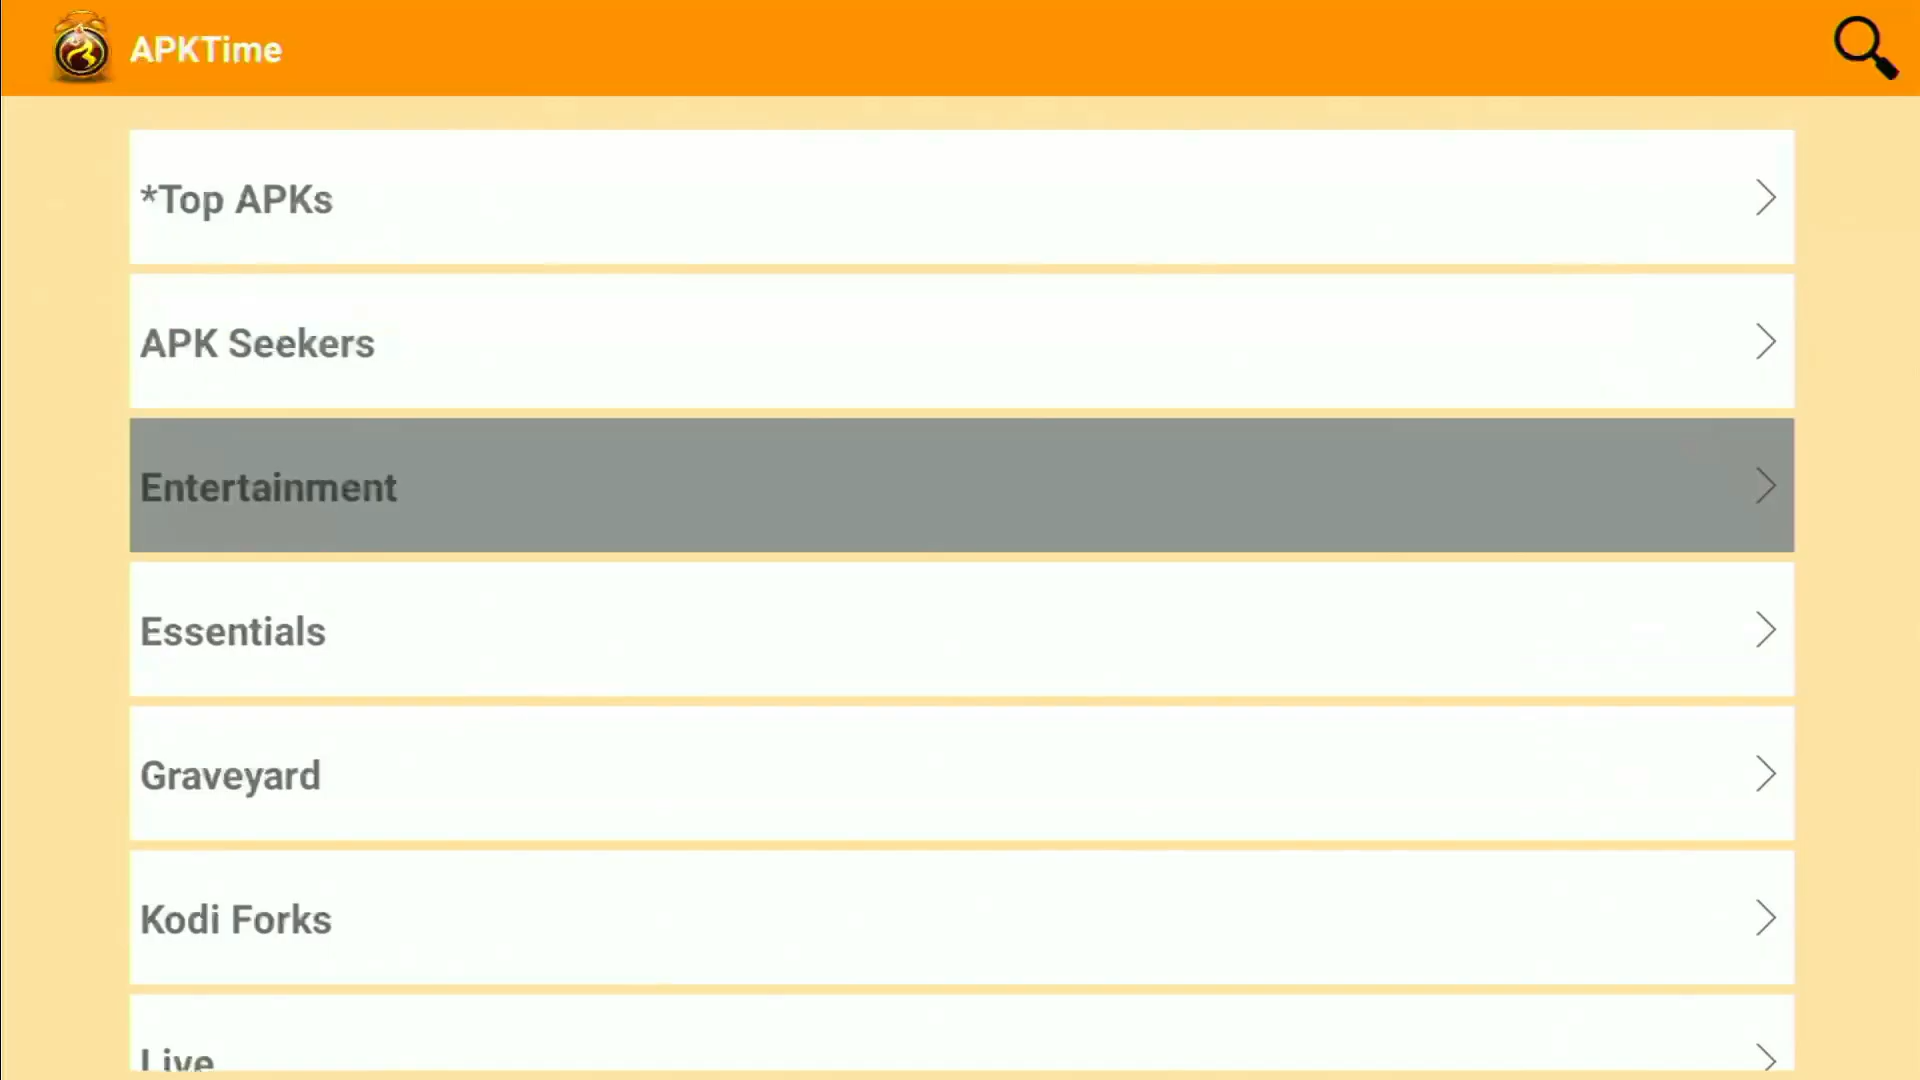 APKTime
*Top APKs
APK Seekers
Entertainment
Essentials
Graveyard
Kodi Forks
Live